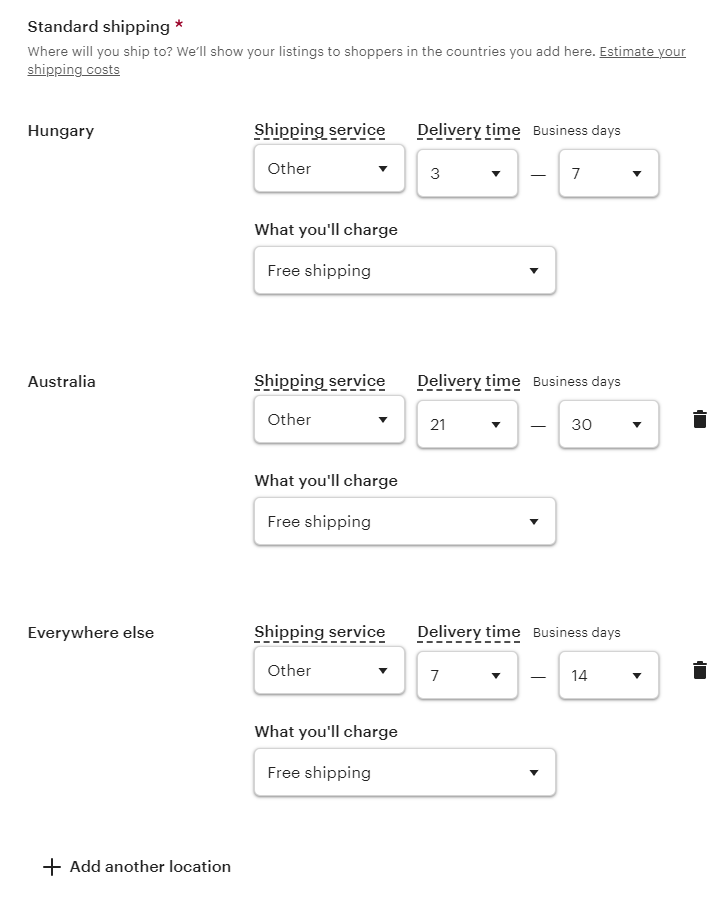 Standard shipping *
Where will you ship to? We’ll show your listings to shoppers in the countries you add here. Estimate your
shipping costs
Hungary
Shipping service Delivery time Business days
Other 3 — 7
What you'll charge
Free shipping
Australia
Shipping service Delivery time Business days
Other 21 — 30
What you'll charge
Free shipping
Everywhere else
Shipping service Delivery time Business days
Other 7 — 14
What you'll charge
Free shipping
Add another location